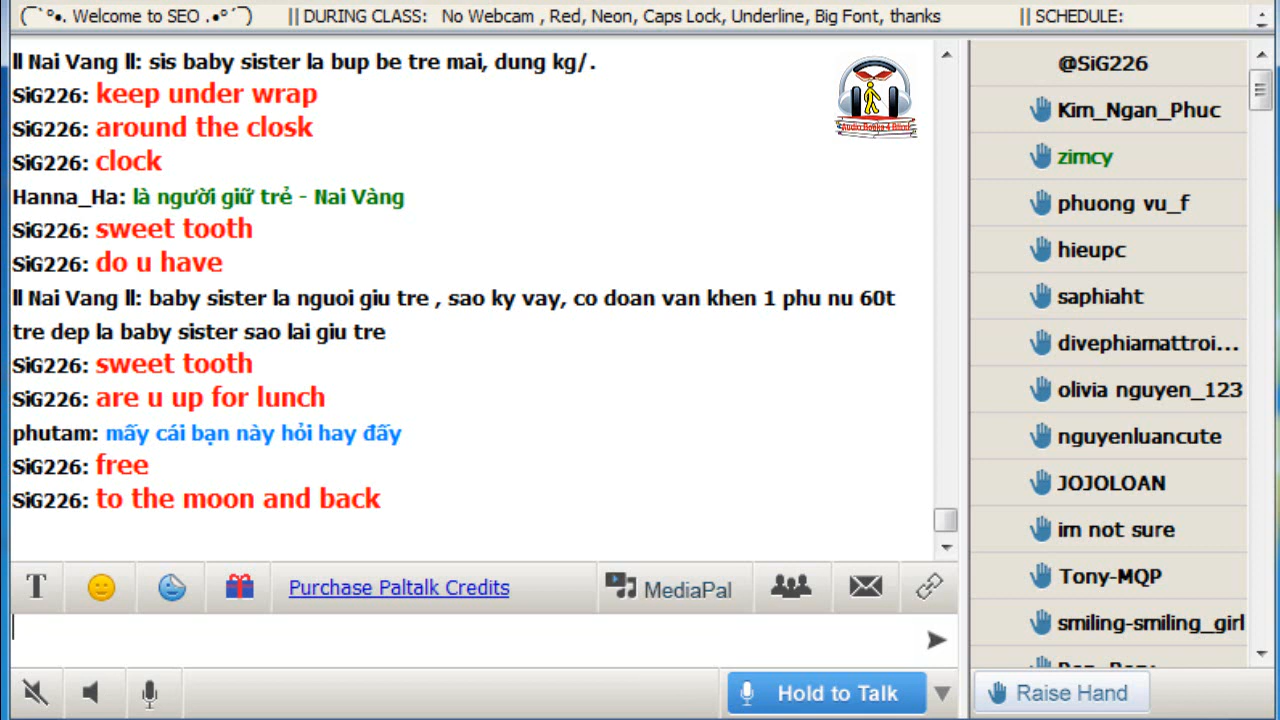 (¯`°•. Welcome to SEO .•°´¯) || DURING CLASS: No Webcam , Red, Neon, Caps Lock, Underline, Big Font, thanks || SCHEDULE:
ll Nai Vang ll: sis baby sister la bup be tre mai, dung kg/.
SiG226: keep under wrap
SiG226: around the closk
SiG226: clock
Hanna_Ha: là người giữ trẻ - Nai Vàng
SiG226: sweet tooth
SiG226: do u have
ll Nai Vang ll: baby sister la nguoi giu tre , sao ky vay, co doan van khen 1 phu nu 60t
tre dep la baby sister sao lai giu tre
SiG226: sweet tooth
SiG226: are u up for lunch
phutam: mấy cái bạn này hỏi hay đấy
SiG226: free
SiG226: to the moon and back
Audio Books 4 Blind
@SiG226
Kim_Ngan_Phuc
zimcy
phuong vu_f
hieupc
saphiaht
divephiamattroi...
olivia nguyen_123
nguyenluancute
JOJOLOAN
im not sure
Tony-MQP
smiling-smiling_girl
T
Purchase Paltalk Credits
MediaPal
Hold to Talk
Raise Hand